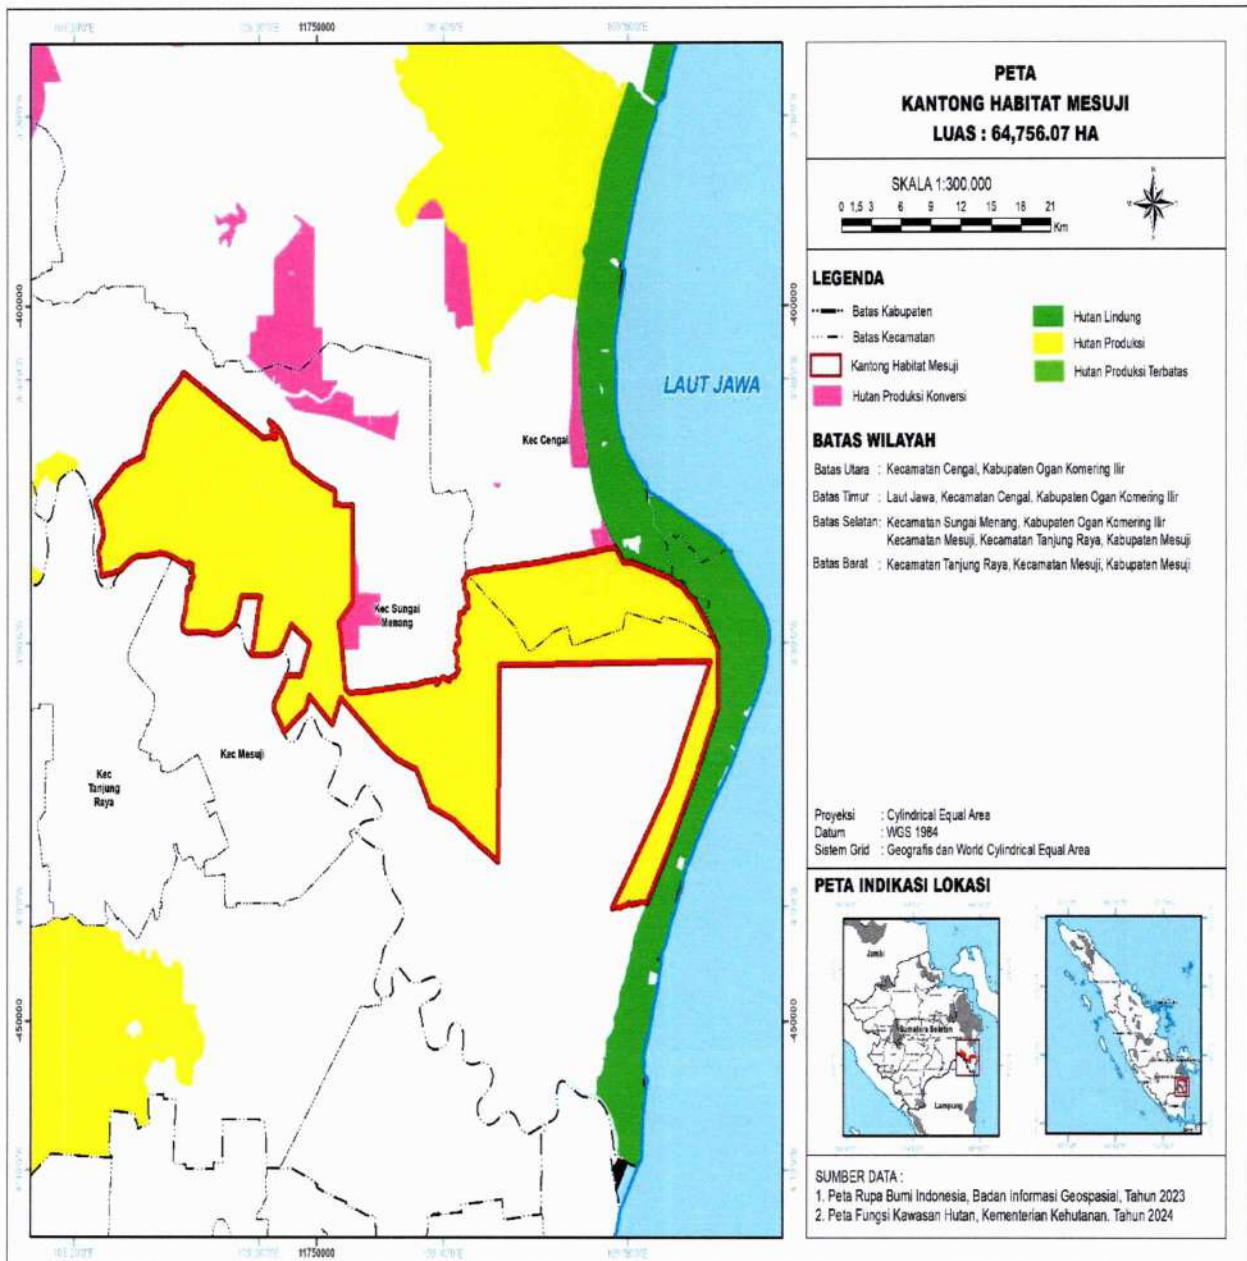 PETA
KANTONG HABITAT MESUJI
LUAS : 64,756.07 HA
SKALA 1:300.000
0 1,5 3 6 9 12 15 18 21
Km
LEGENDA
Batas Kabupaten
Batas Kecamatan
Kantong Habitat Mesuji
Hutan Produksi Konversi
Hutan Lindung
Hutan Produksi
Hutan Produksi Terbatas
BATAS WILAYAH
Batas Utara : Kecamatan Cengal, Kabupaten Ogan Komering Ilir
Batas Timur : Laut Jawa, Kecamatan Cengal, Kabupaten Ogan Komering Ilir
Batas Selatan: Kecamatan Sungai Menang, Kabupaten Ogan Komering Ilir
Kecamatan Mesuji, Kecamatan Tanjung Raya, Kabupaten Mesuji
Batas Barat : Kecamatan Tanjung Raya, Kecamatan Mesuji, Kabupaten Mesuji
Proyeksi : Cylindrical Equal Area
Datum : WGS 1984
Sistem Grid : Geografis dan World Cylindrical Equal Area
PETA INDIKASI LOKASI
Jambi
Sumatera Selatan
Lampung
SUMBER DATA :
1. Peta Rupa Bumi Indonesia, Badan Informasi Geospasial, Tahun 2023
2. Peta Fungsi Kawasan Hutan, Kementerian Kehutanan. Tahun 2024
11750000
-400000
-400000
LAUT JAWA
Kec Cengal
Kec Sungai
Menang
Kec Mesuji
Kec
Tanjung
Raya
-450000
-450000
11750000